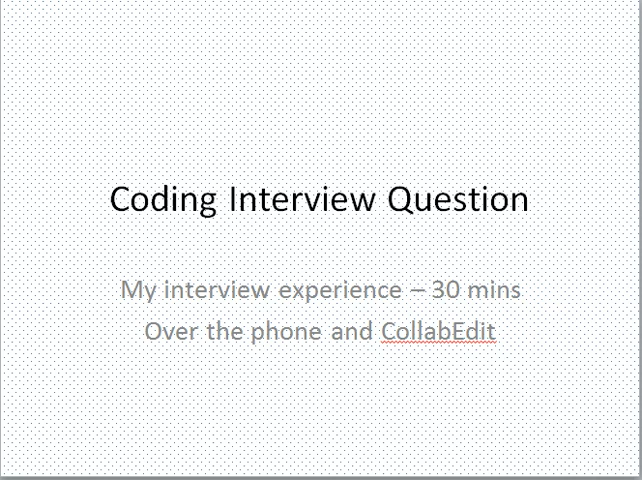 Coding Interview Question
My interview experience – 30 mins
Over the phone and CollabEdit